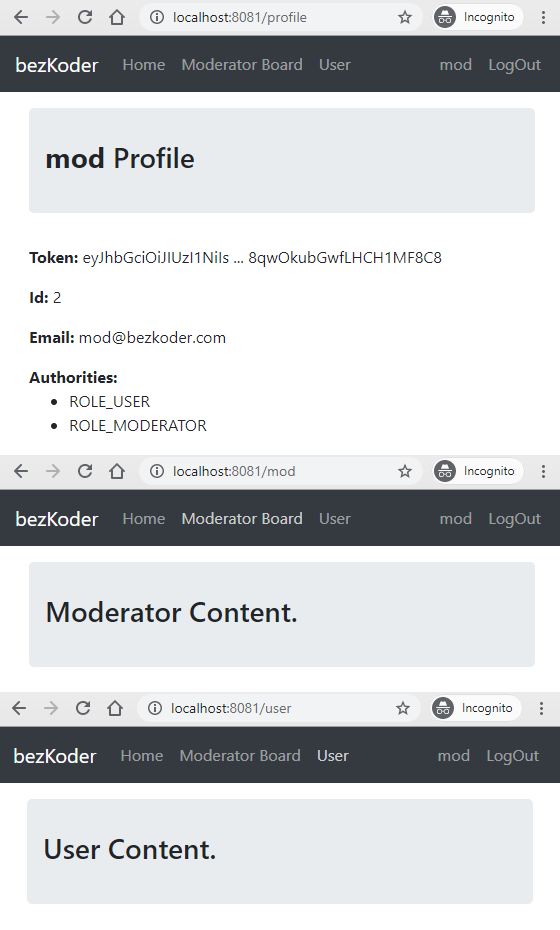 localhost:8081/profile Incognito
bezKoder Home Moderator Board User mod LogOut
mod Profile
Token: eyJhbGciOiJIUzI1NiIs ... 8qwOkubGwfLHCH1MF8C8
Id: 2
Email: mod@bezkoder.com
Authorities:
• ROLE_USER
• ROLE_MODERATOR
localhost:8081/mod Incognito
bezKoder Home Moderator Board User mod LogOut
Moderator Content.
localhost:8081/user Incognito
bezKoder Home Moderator Board User mod LogOut
User Content.